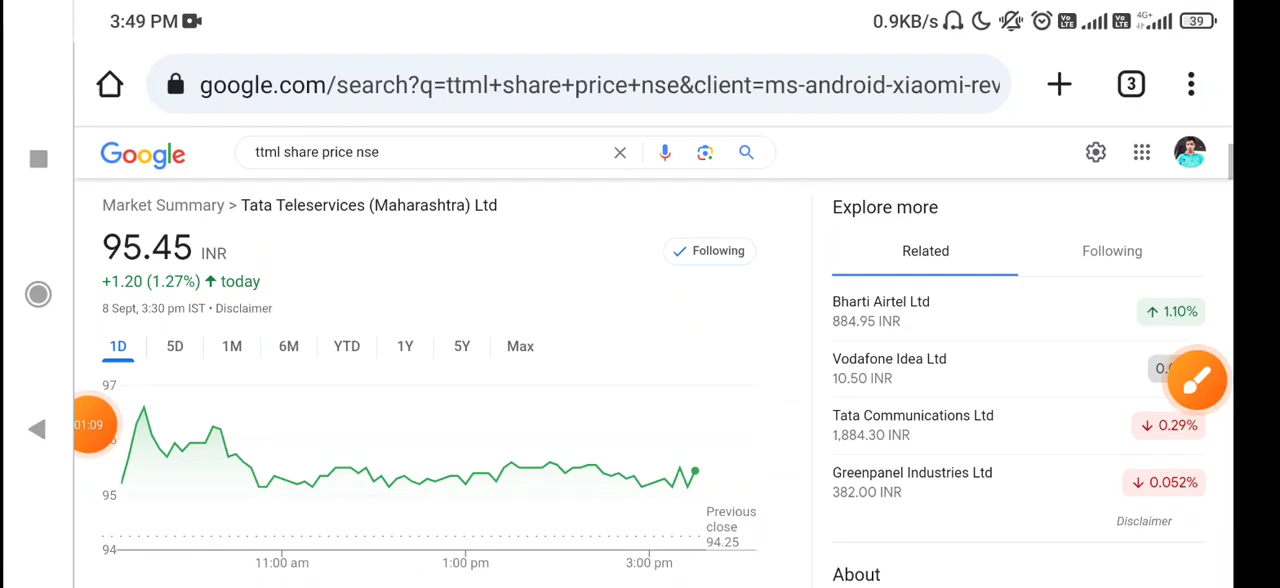 3:49 PM
0.9KB/s
Vo LTE
Vo LTE
4G+
39
google.com/search?q=ttml+share+price+nse&client=ms-android-xiaomi-rev
3
Google
ttml share price nse
Market Summary > Tata Teleservices (Maharashtra) Ltd
95.45 INR
Following
+1.20 (1.27%) today
8 Sept, 3:30 pm IST • Disclaimer
1D 5D 1M 6M YTD 1Y 5Y Max
97
01:09
95
94
Previous
close
94.25
11:00 am 1:00 pm 3:00 pm
Explore more
Related Following
Bharti Airtel Ltd
884.95 INR
1.10%
Vodafone Idea Ltd
10.50 INR
Tata Communications Ltd
1,884.30 INR
0.29%
Greenpanel Industries Ltd
382.00 INR
0.052%
Disclaimer
About